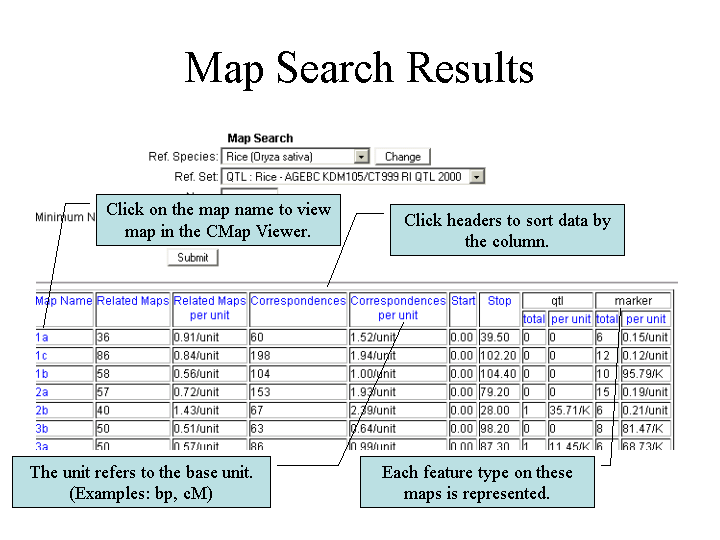 Map Search Results
Map Search
Ref. Species: Rice (Oryza sativa) Change
Ref. Set: QTL : Rice - AGEBC KDM105/CT999 RI QTL 2000
Click on the map name to view
map in the CMap Viewer.
Click headers to sort data by
the column.
Minimum N
Submit
Map Name Related Maps Related Maps per unit Correspondences Correspondences per unit Start Stop qtl marker
total per unit total per unit
1a 36 0.91/unit 60 1.52/unit 0.00 39.50 0 0 6 0.15/unit
1c 86 0.84/unit 198 1.94/unit 0.00 102.20 0 0 12 0.12/unit
1b 58 0.56/unit 104 1.00/unit 0.00 104.40 0 0 10 95.79/K
2a 57 0.72/unit 153 1.93/unit 0.00 79.20 0 0 15 0.19/unit
2b 40 1.43/unit 67 2.39/unit 0.00 28.00 1 35.71/K 6 0.21/unit
3b 50 0.51/unit 63 0.64/unit 0.00 98.20 0 0 8 81.47/K
3a 50 0.57/unit 86 0.99/unit 0.00 87.30 1 11.45/K 6 68.73/K
The unit refers to the base unit.
(Examples: bp, cM)
Each feature type on these
maps is represented.